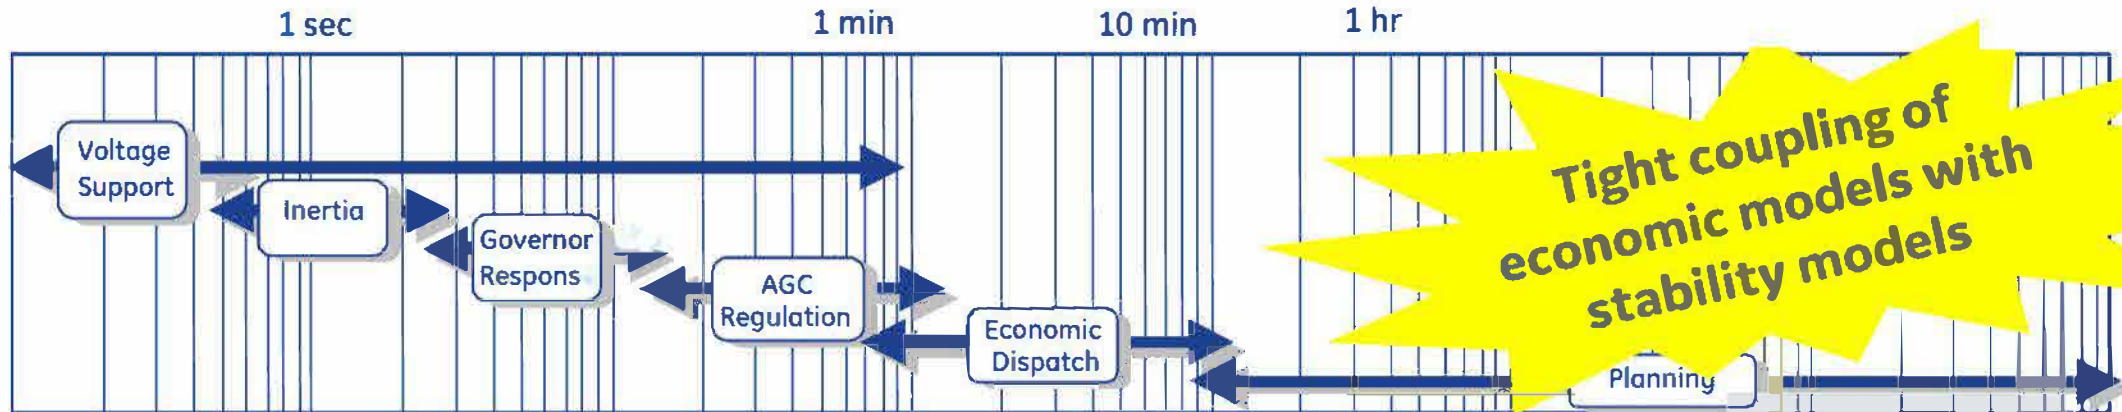 1 sec
1 min
10 min
1 hr
Voltage
Support
Inertia
Governor
Respons
AGC
Regulation
Economic
Dispatch
Planning
Tight coupling of
economic models with
stability models